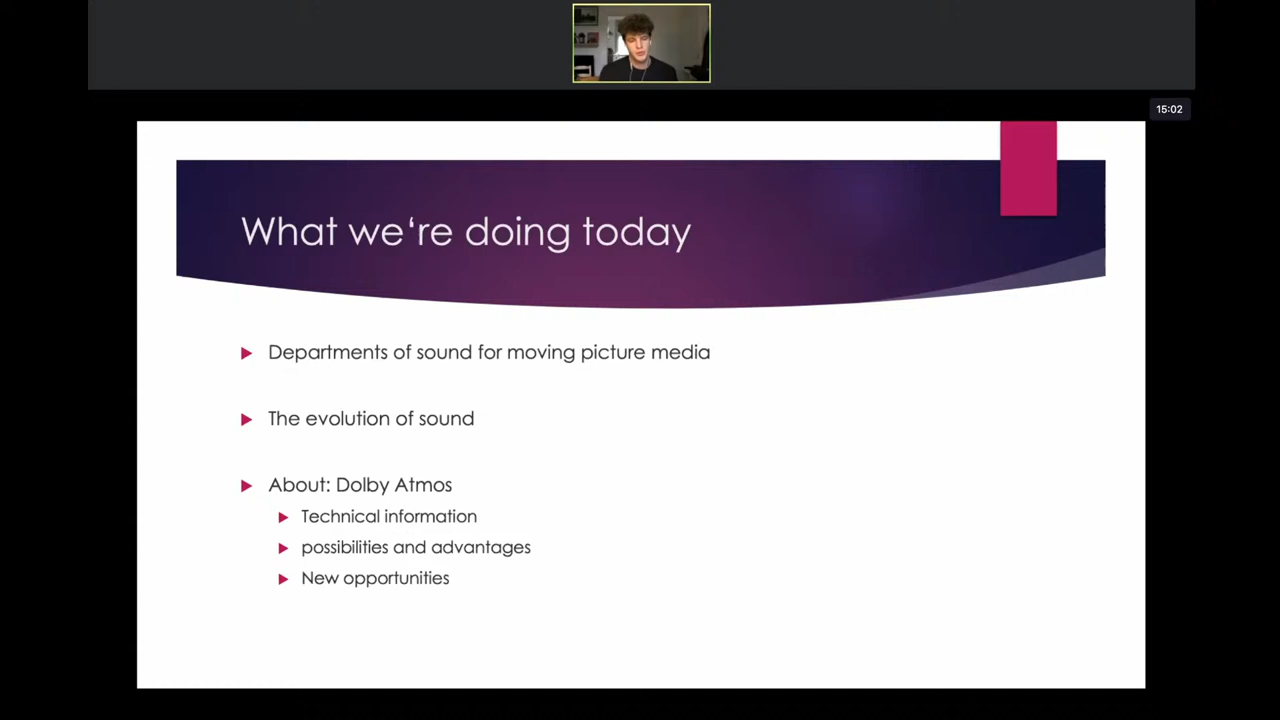 15:02
What we‘re doing today
Departments of sound for moving picture media
The evolution of sound
About: Dolby Atmos
Technical information
possibilities and advantages
New opportunities